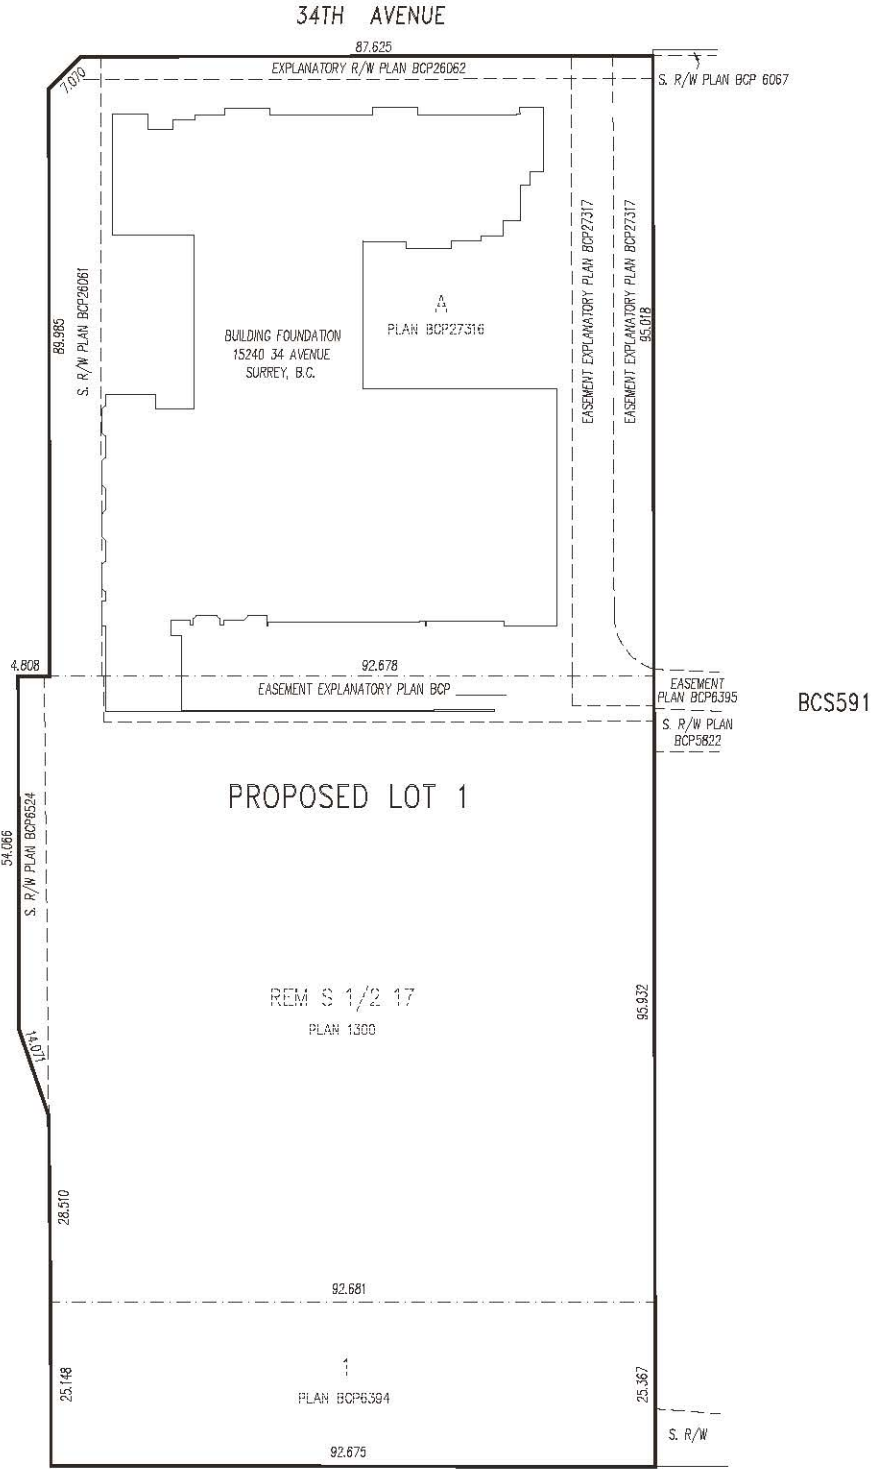 34TH AVENUE
87.625
7.070
EXPLANATORY R/W PLAN BCP26062
S. R/W PLAN BCP 6067
89.985
S. R/W PLAN BCP26061
EASEMENT EXPLANATORY PLAN BCP27317
EASEMENT EXPLANATORY PLAN BCP27317
95.018
A
PLAN BCP27316
BUILDING FOUNDATION
15240 34 AVENUE
SURREY, B.C.
4.808
92.678
EASEMENT EXPLANATORY PLAN BCP ______
EASEMENT
PLAN BCP6395
BCS591
S. R/W PLAN
BCP5822
PROPOSED LOT 1
54.066
S. R/W PLAN BCP6524
REM S 1/2 17
PLAN 1300
95.932
14.071
28.510
92.681
25.148
1
PLAN BCP6394
25.367
S. R/W
92.675